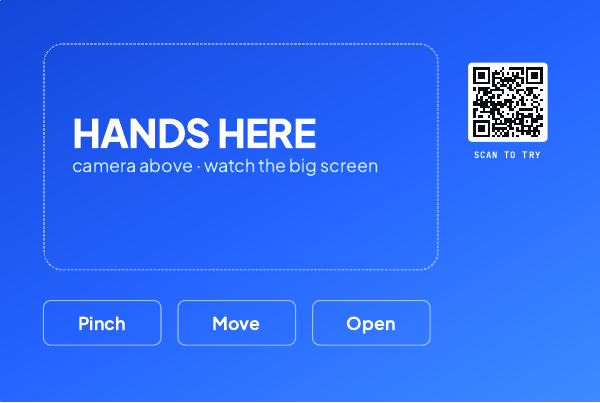 HANDS HERE
camera above · watch the big screen
SCAN TO TRY
Pinch
Move
Open